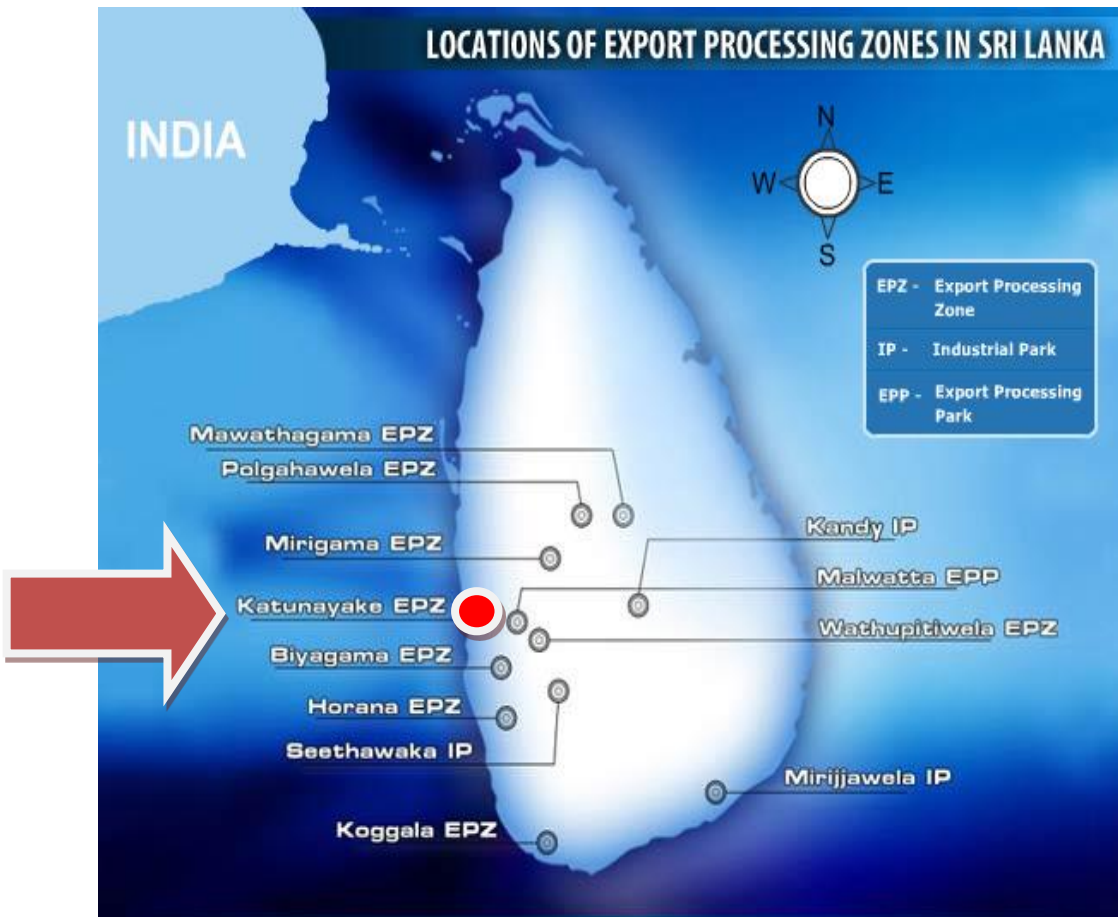 LOCATIONS OF EXPORT PROCESSING ZONES IN SRI LANKA
INDIA
N
W
E
S
EPZ - Export Processing
Zone
IP - Industrial Park
EPP - Export Processing
Park
Mawathagama EPZ
Polgahawela EPZ
Mirigama EPZ
Katunayake EPZ
Biyagama EPZ
Horana EPZ
Seethawaka IP
Koggala EPZ
Kandy IP
Malwatta EPP
Wathupitiwela EPZ
Mirijjawela IP